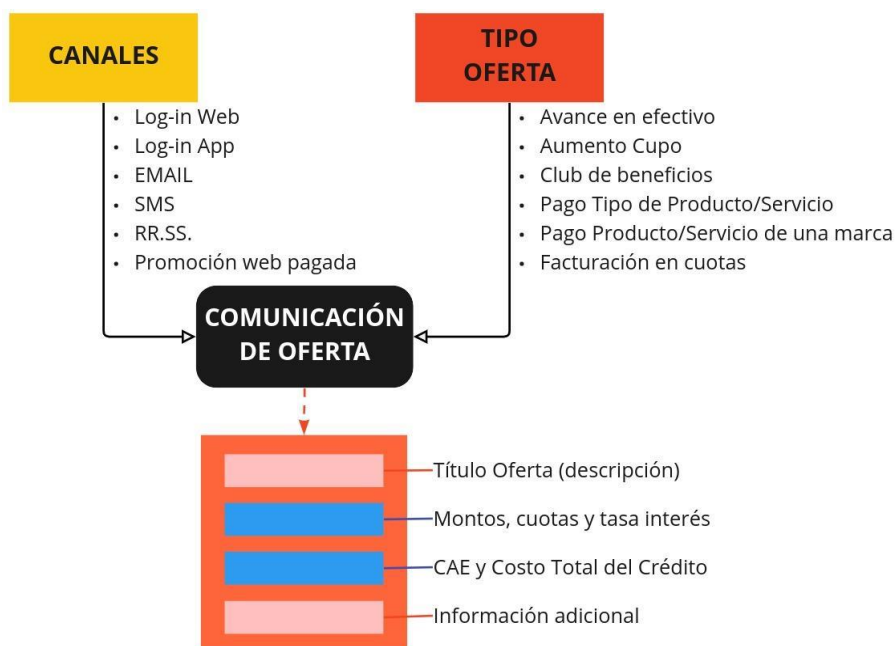 CANALES
Log-in Web
Log-in App
EMAIL
SMS
RR.SS.
Promoción web pagada
TIPO
OFERTA
Avance en efectivo
Aumento Cupo
Club de beneficios
Pago Tipo de Producto/Servicio
Pago Producto/Servicio de una marca
Facturación en cuotas
COMUNICACIÓN
DE OFERTA
Título Oferta (descripción)
Montos, cuotas y tasa interés
CAE y Costo Total del Crédito
Información adicional